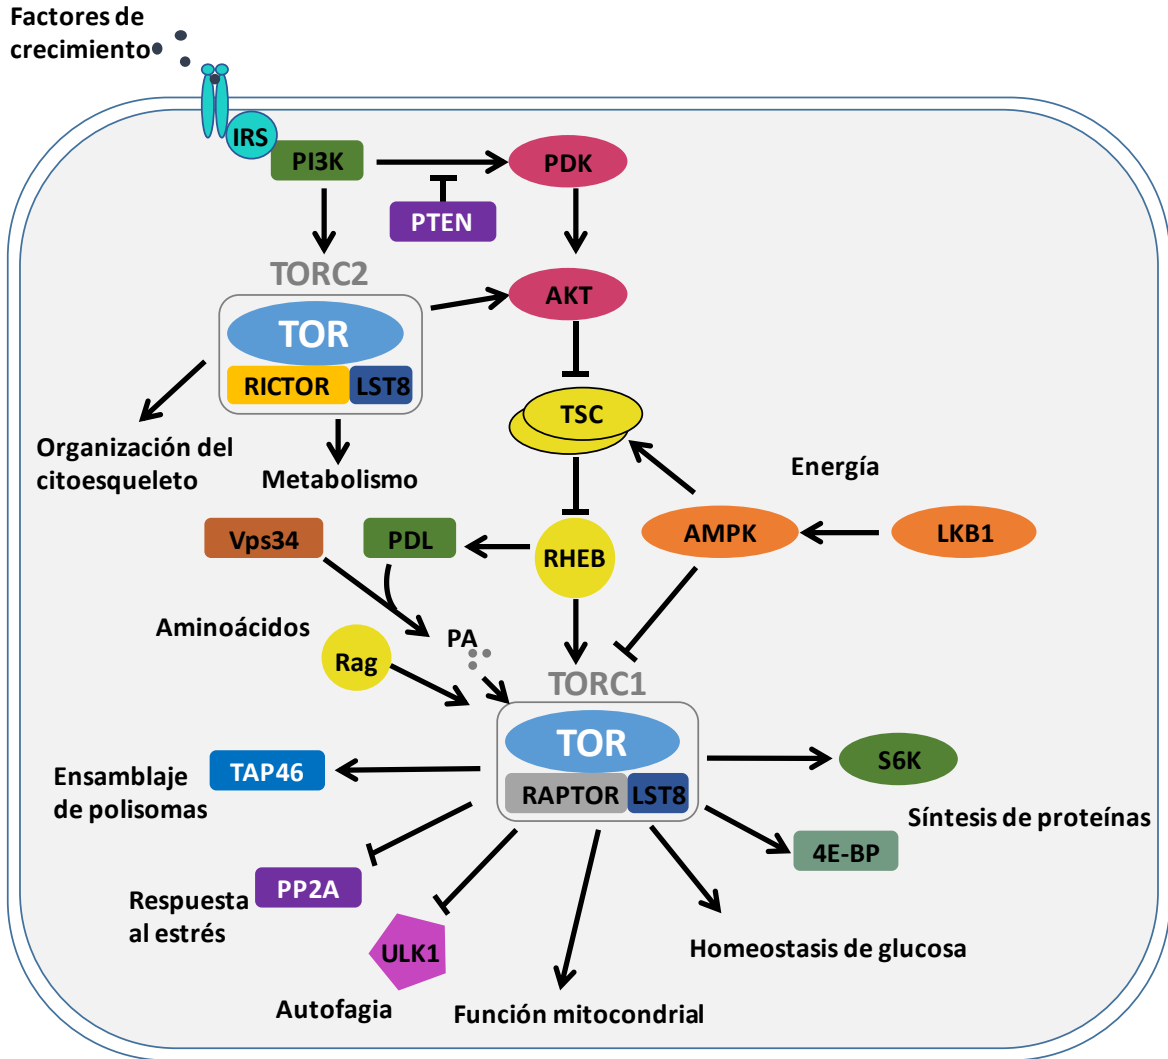 Factores de
crecimiento
IRS
PI3K
PDK
PTEN
TORC2
AKT
TOR
RICTOR
LST8
TSC
Organización del
citoesqueleto
Metabolismo
Energía
Vps34
PDL
RHEB
AMPK
LKB1
Aminoácidos
PA
Rag
TORC1
TOR
RAPTOR
LST8
S6K
TAP46
Ensamblaje
de polisomas
Síntesis de proteínas
4E-BP
PP2A
Respuesta
al estrés
ULK1
Homeostasis de glucosa
Autofagia
Función mitocondrial